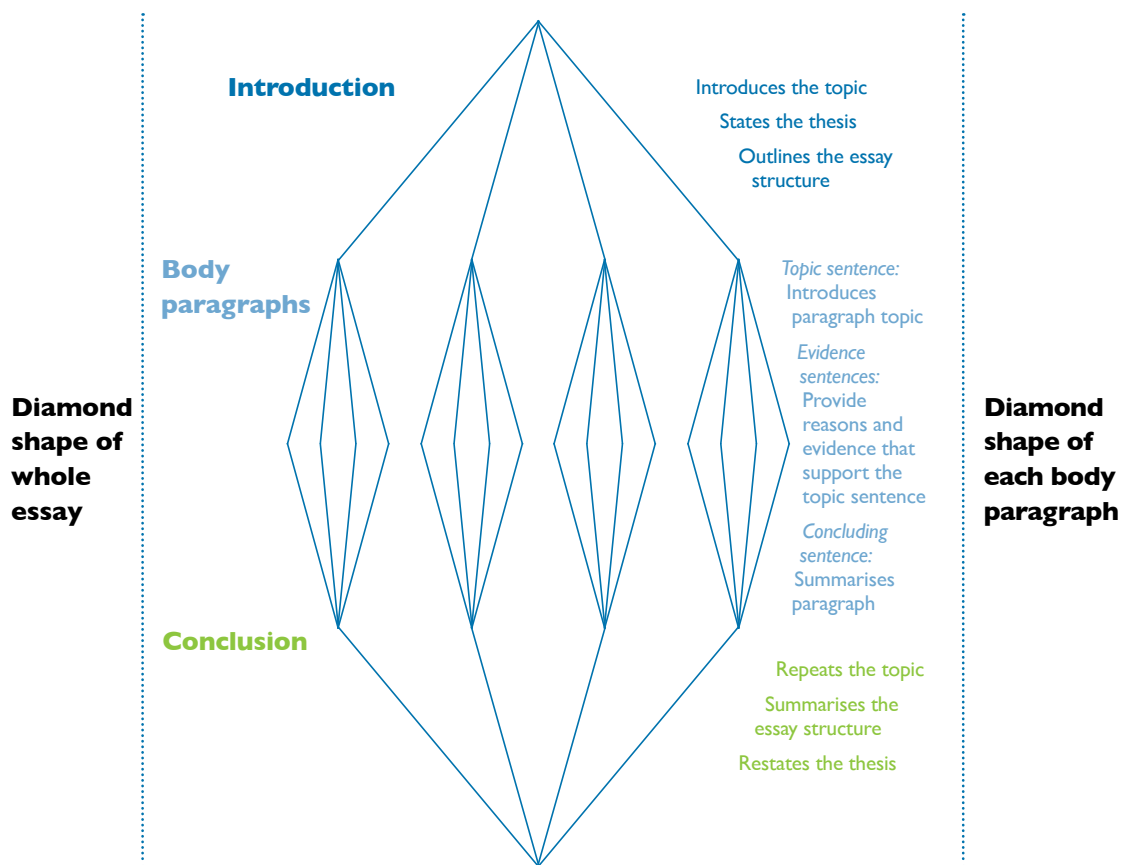 Introduction
Introduces the topic
States the thesis
Outlines the essay
structure
Body
paragraphs
Topic sentence:
Introduces
paragraph topic
Evidence
sentences:
Provide
reasons and
evidence that
support the
topic sentence
Concluding
sentence:
Summarises
paragraph
Diamond
shape of
whole
essay
Diamond
shape of
each body
paragraph
Conclusion
Repeats the topic
Summarises the
essay structure
Restates the thesis